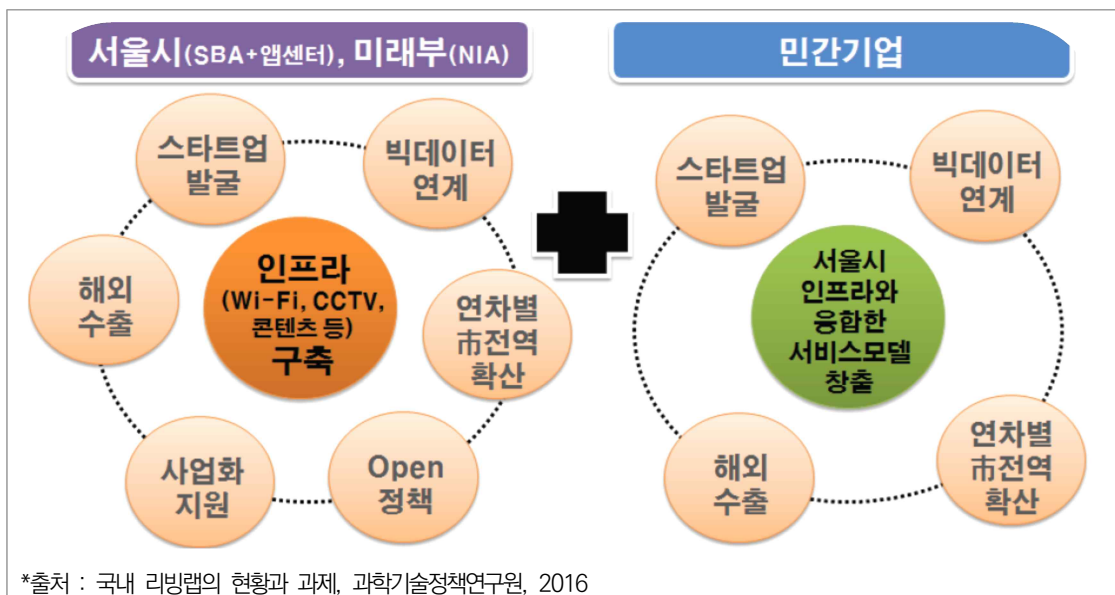 서울시(SBA+앱센터), 미래부(NIA)
스타트업
발굴
빅데이터
연계
해외
수출
인프라
(Wi-Fi, CCTV,
콘텐츠 등)
구축
연차별
市전역
확산
사업화
지원
Open
정책
민간기업
스타트업
발굴
빅데이터
연계
서울시
인프라와
융합한
서비스모델
창출
해외
수출
연차별
市전역
확산
*출처 : 국내 리빙랩의 현황과 과제, 과학기술정책연구원, 2016